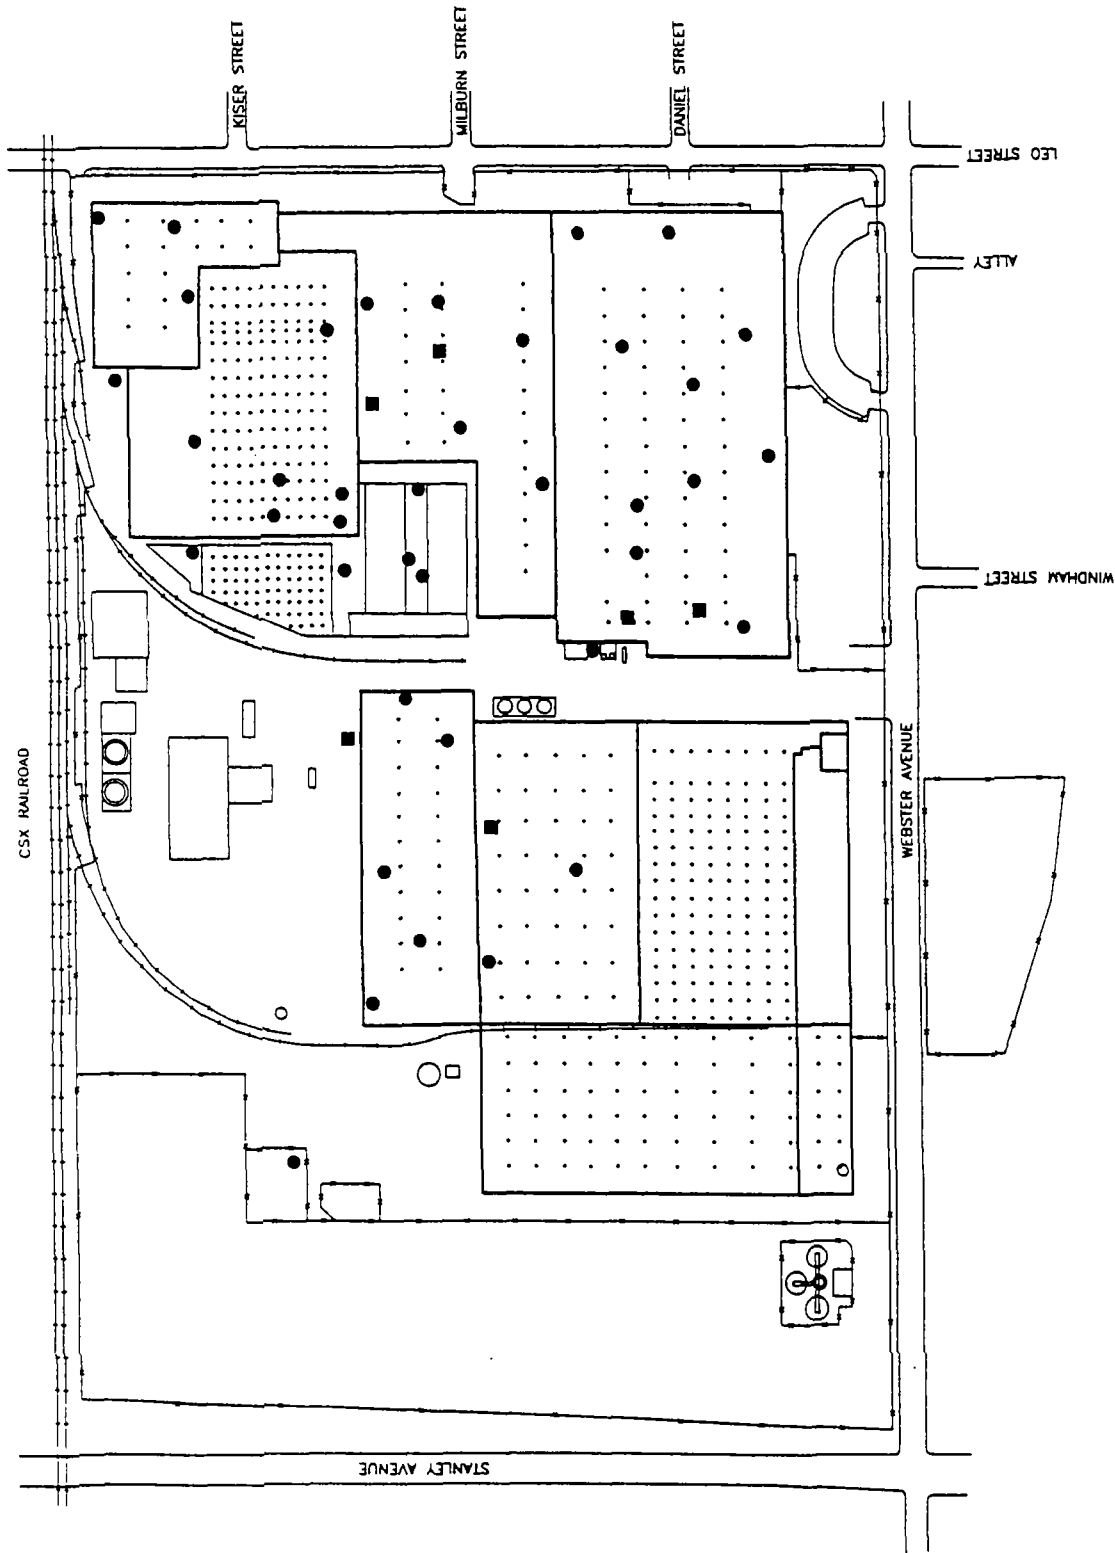 KISER STREET
MILBURN STREET
DANIEL STREET
LEO STREET
ALLEY
WINDHAM STREET
CSX RAILROAD
WEBSTER AVENUE
STANLEY AVENUE